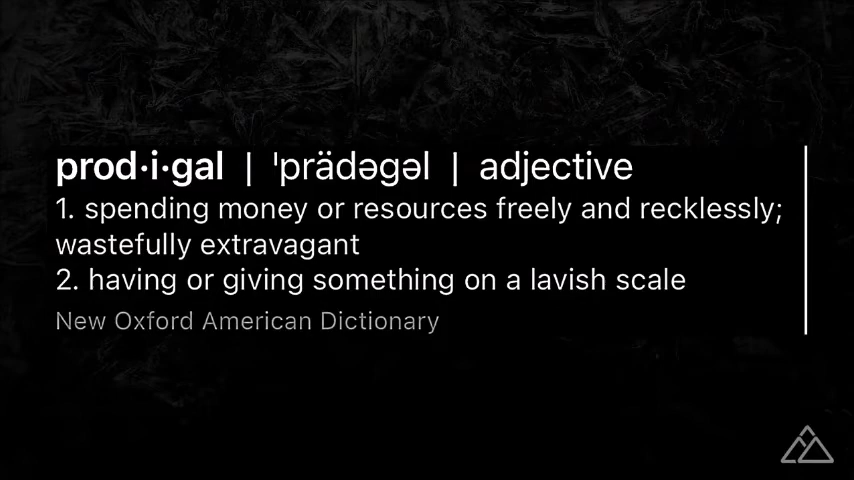 prod·i·gal | ˈprädəɡəl | adjective
1. spending money or resources freely and recklessly;
wastefully extravagant
2. having or giving something on a lavish scale
New Oxford American Dictionary